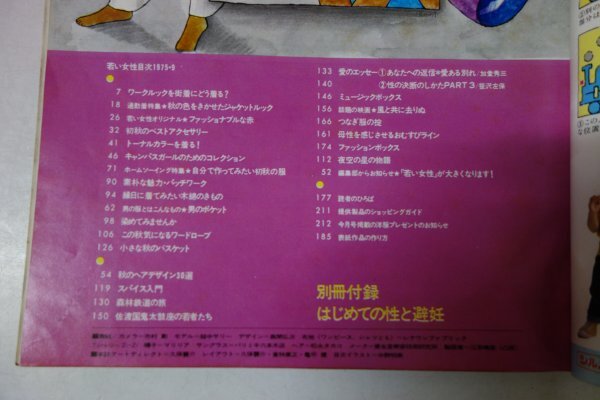 若い女性目次1975・9
7 ワークルックを街着にどう着る?
18 通勤着特集★秋の色をきかせたジャケットルック
26 若い女性オリジナル★ファッショナブルな赤
32 初秋のベストアクセサリー
41 トーナルカラーを着る!
46 キャンパスガールのためのコレクション
71 ホームソーイング特集★自分で作ってみたい初秋の服
90 素朴な魅力・パッチワーク
94 縁日に着てみたい木綿のきもの
62 男の服とはこんなもの★男のポケット
98 染めてみませんか
106 この秋気になるワードローブ
126 小さな秋のバスケット
54 秋のヘアデザイン30選
119 スパイス入門
130 森林鉄道の旅
150 佐渡国鬼太鼓座の若者たち
133 愛のエッセー①あなたへの返信=愛ある別れ/加堂秀三
140 ②性の決断のしかたPART3/笹沢左保
146 ミュージックボックス
156 話題の映画★風と共に去りぬ
166 つなぎ服の控
161 母性を感じさせるおむすびライン
174 ファッションボックス
112 夜空の星の物語
52 編集部からお知らせ★「若い女性」が大きくなります!
177 読者のひろば
211 提供製品のショッピングガイド
212 今月号掲載の洋服プレゼントのお知らせ
185 表紙作品の作り方
別冊付録
はじめての性と避妊